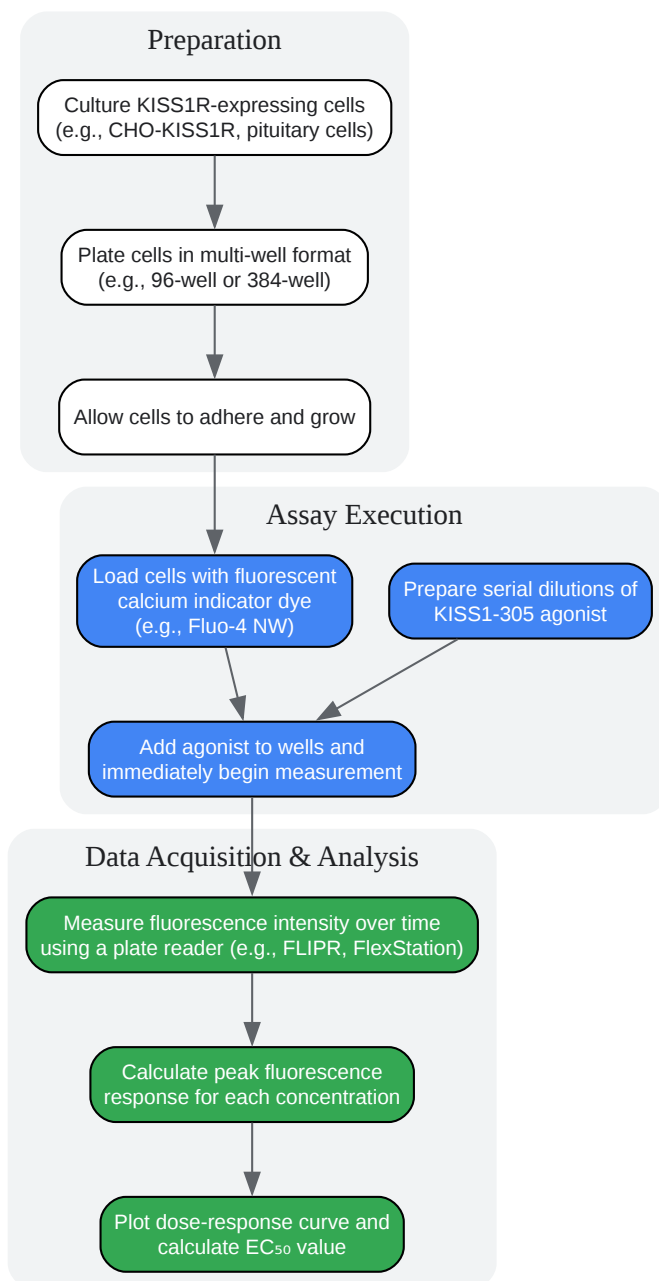 Preparation
Culture KISS1R-expressing cells
(e.g., CHO-KISS1R, pituitary cells)
Plate cells in multi-well format
(e.g., 96-well or 384-well)
Allow cells to adhere and grow
Assay Execution
Load cells with fluorescent
calcium indicator dye
(e.g., Fluo-4 NW)
Prepare serial dilutions of
KISS1-305 agonist
Add agonist to wells and
immediately begin measurement
Data Acquisition & Analysis
Measure fluorescence intensity over time
using a plate reader (e.g., FLIPR, FlexStation)
Calculate peak fluorescence
response for each concentration
Plot dose-response curve and
calculate EC₅₀ value